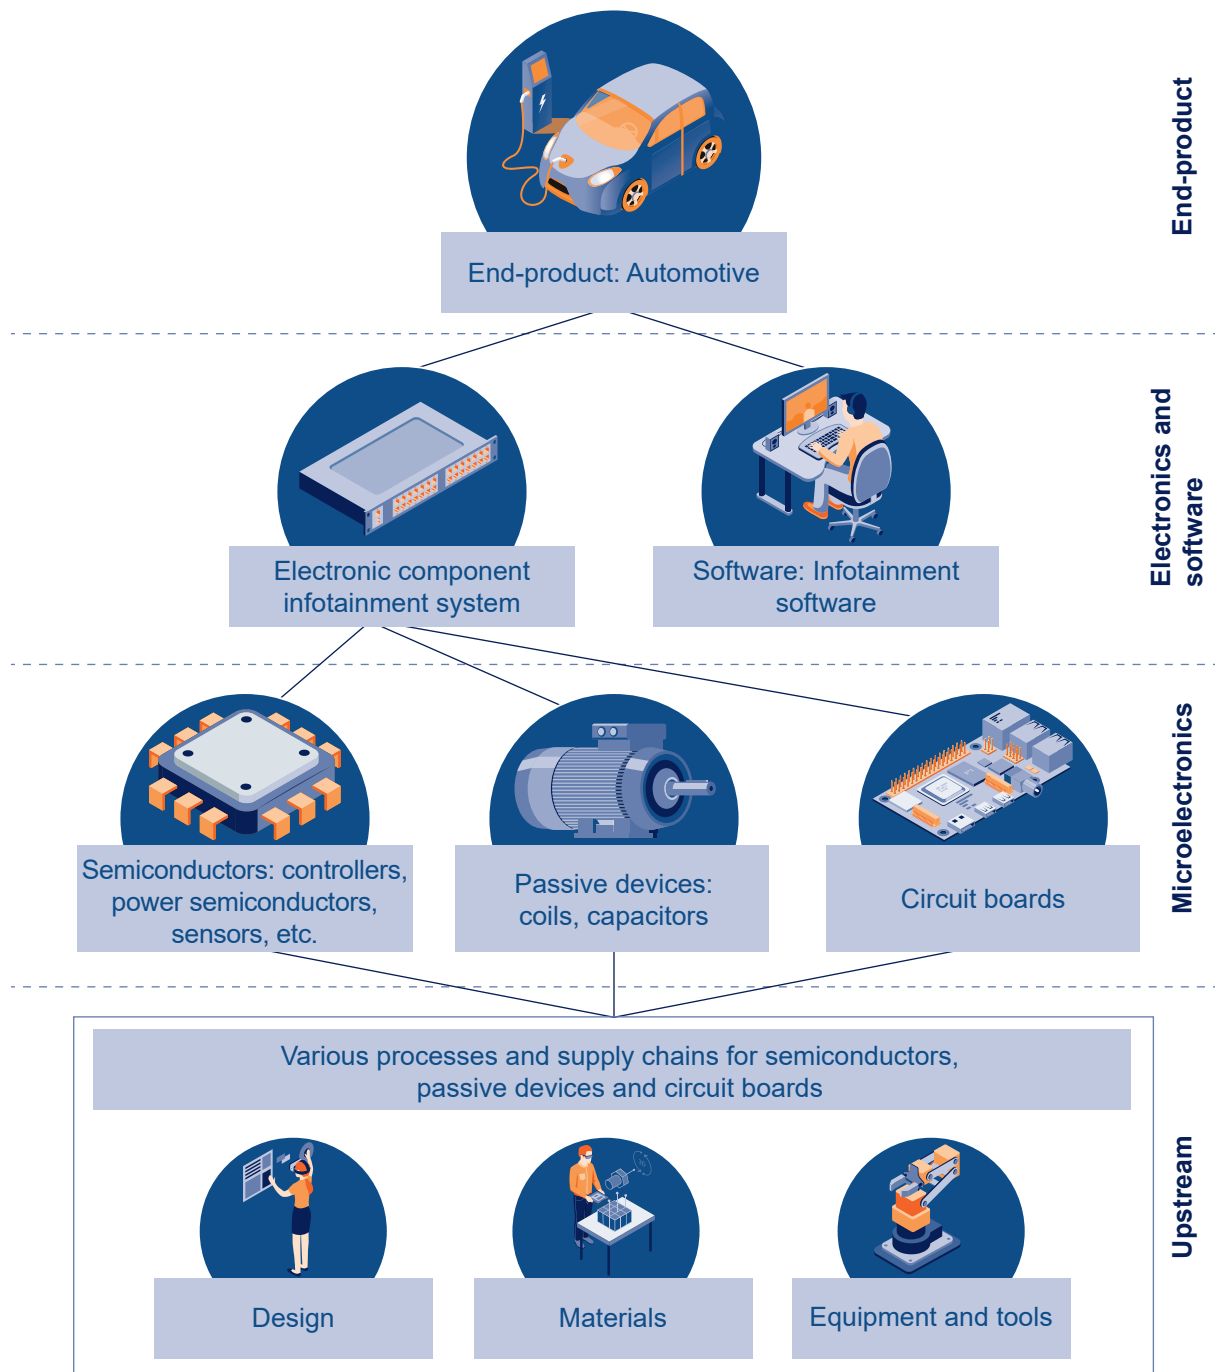 End-product: Automotive
End-product
Electronic component
infotainment system
Software: Infotainment
software
Electronics and
software
Semiconductors: controllers,
power semiconductors,
sensors, etc.
Passive devices:
coils, capacitors
Circuit boards
Microelectronics
Various processes and supply chains for semiconductors,
passive devices and circuit boards
Design
Materials
Equipment and tools
Upstream